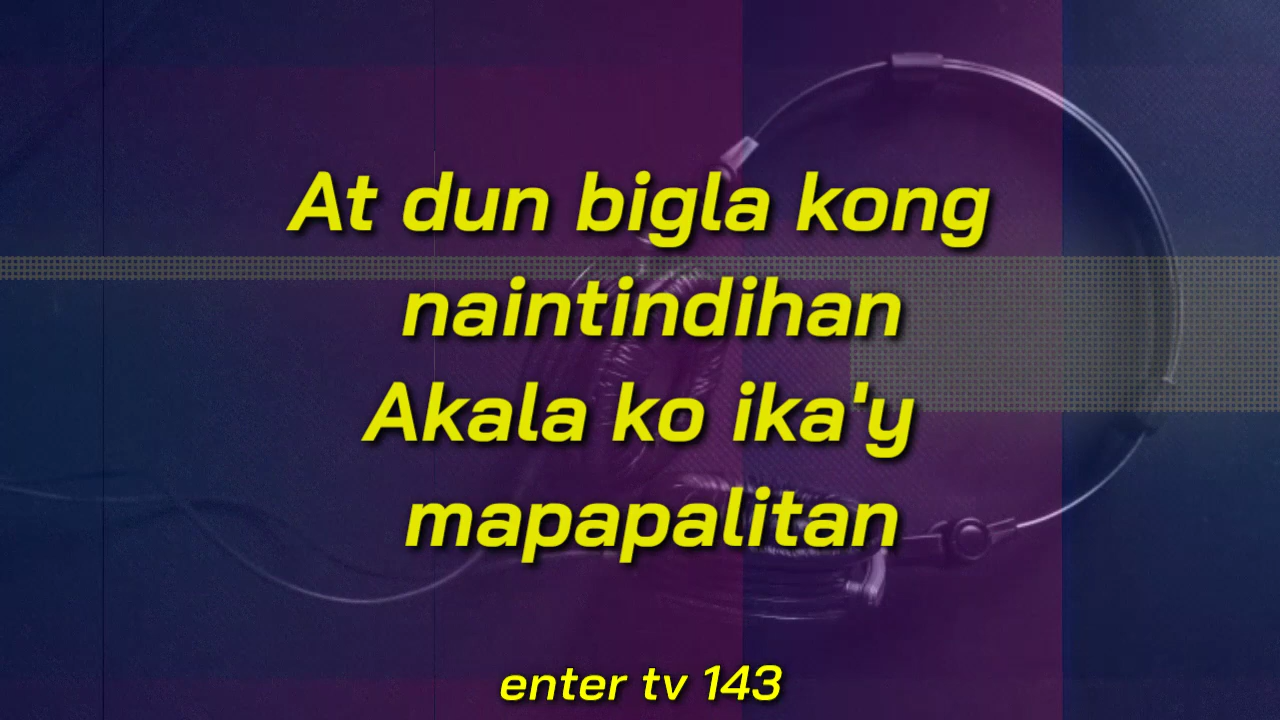 At dun bigla kong
naintindihan
Akala ko ika'y
mapapalitan
enter tv 143